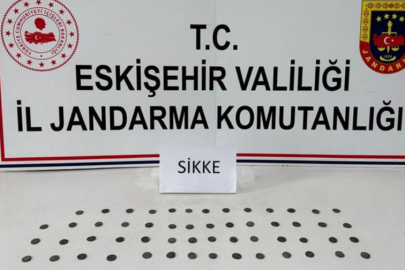 T.C.
ESKİŞEHİR VALİLİĞİ
İL JANDARMA KOMUTANLIĞI
SİKKE